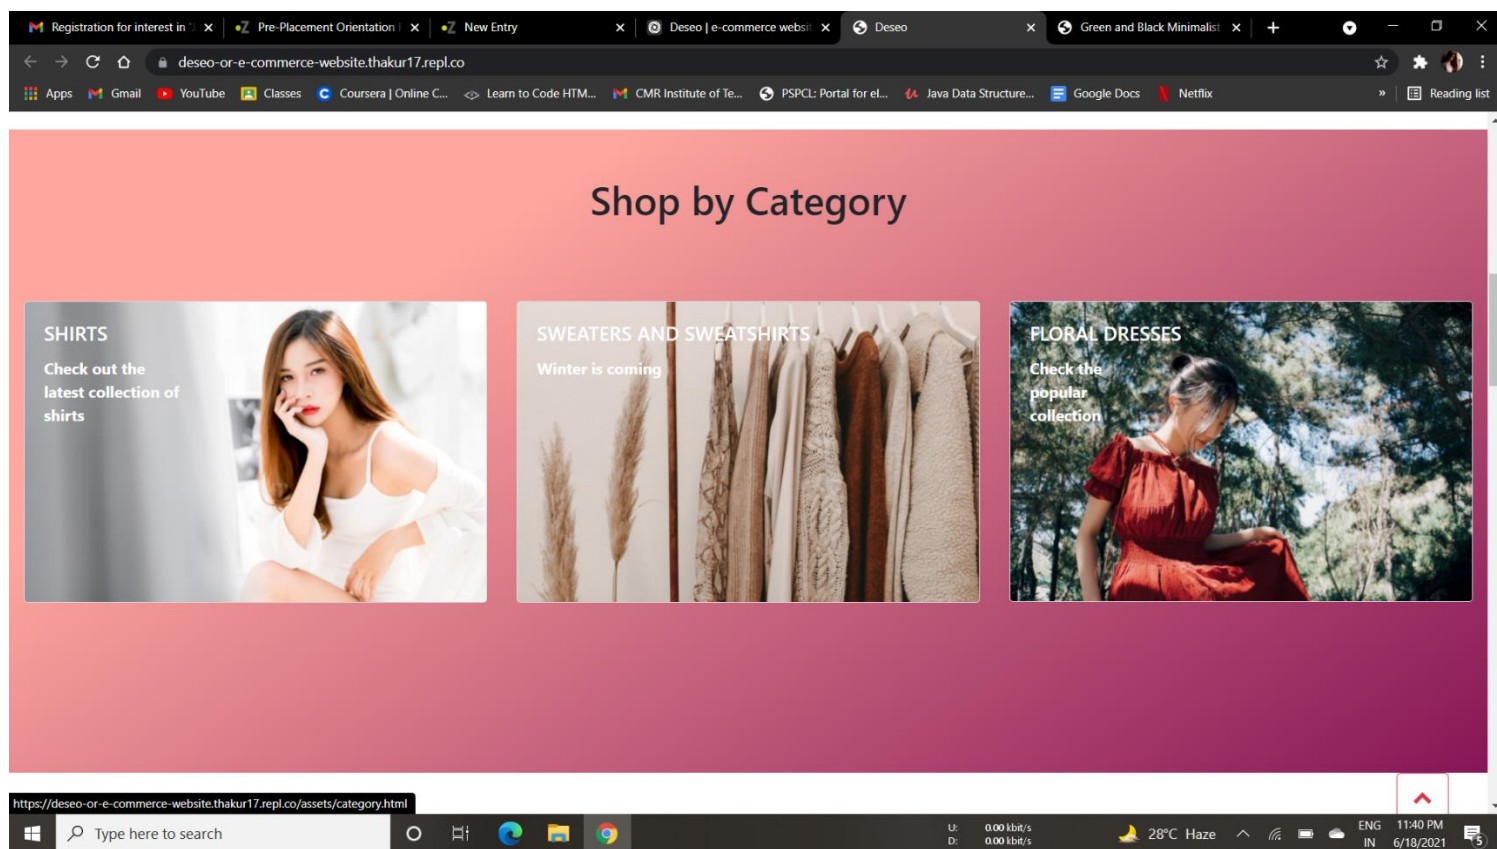 Registration for interest in '
Pre-Placement Orientation
New Entry
Deseo | e-commerce websit
Deseo
Green and Black Minimalist
deseo-or-e-commerce-website.thakur17.repl.co
Apps
Gmail
YouTube
Classes
Coursera | Online C...
Learn to Code HTM...
CMR Institute of Te...
PSPCL: Portal for el...
Java Data Structure...
Google Docs
Netflix
»
Reading list
Shop by Category
SHIRTS
Check out the
latest collection of
shirts
SWEATERS AND SWEATSHIRTS
Winter is coming
FLORAL DRESSES
Check the
popular
collection
https://deseo-or-e-commerce-website.thakur17.repl.co/assets/category.html
Type here to search
U: 0.00 kbit/s
D: 0.00 kbit/s
28°C Haze
ENG
IN
11:40 PM
6/18/2021
5